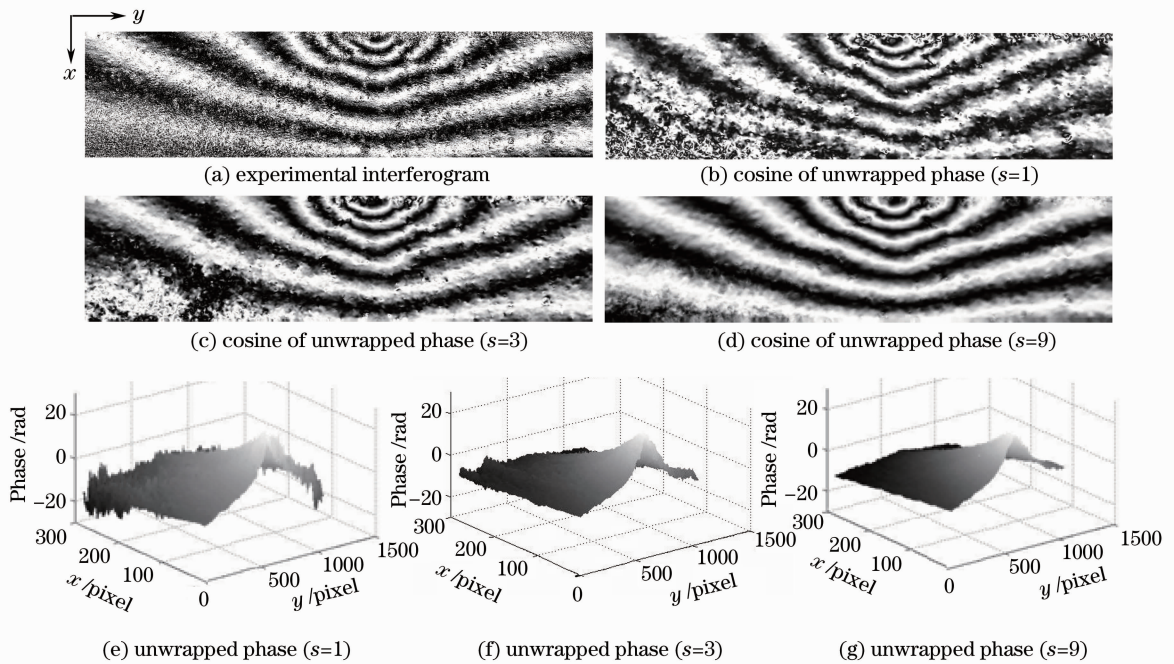 y
x
(a) experimental interferogram
(b) cosine of unwrapped phase (s=1)
(c) cosine of unwrapped phase (s=3)
(d) cosine of unwrapped phase (s=9)
Phase /rad
20
0
−20
300
200
100
0
x /pixel
500
1000
1500
y /pixel
(e) unwrapped phase (s=1)
Phase /rad
20
0
−20
300
200
100
0
x /pixel
500
1000
1500
y /pixel
(f) unwrapped phase (s=3)
Phase /rad
20
0
−20
300
200
100
0
x /pixel
500
1000
1500
y /pixel
(g) unwrapped phase (s=9)